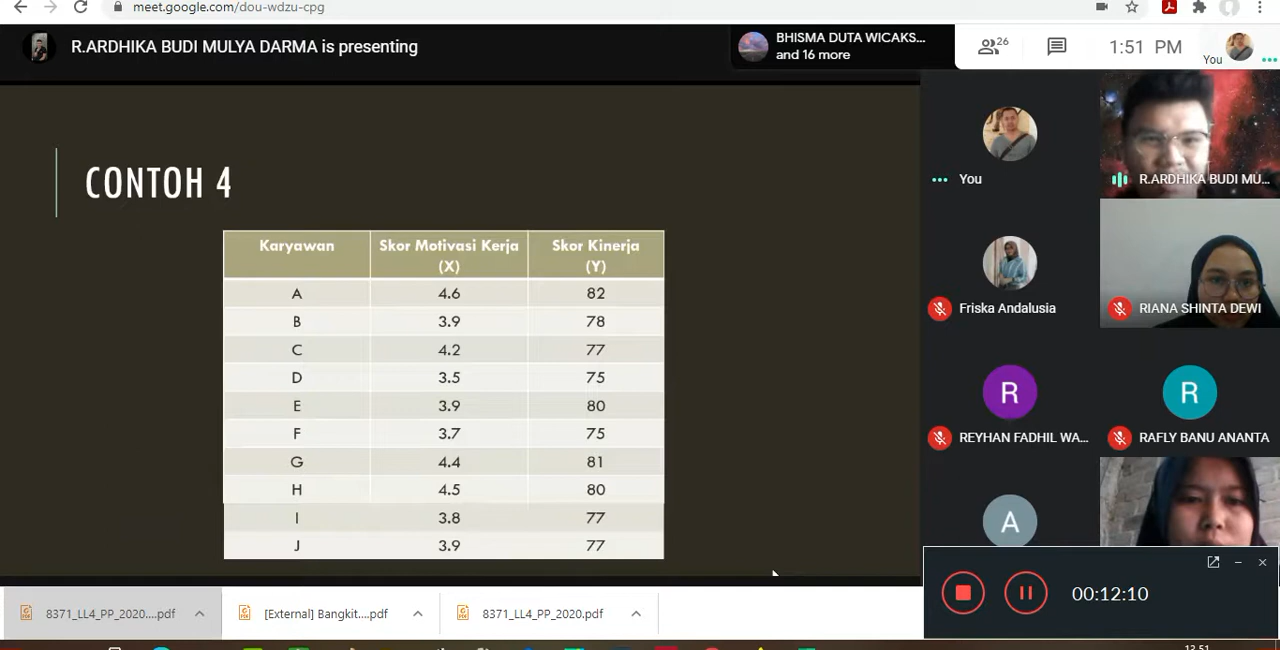 meet.google.com/dou-wdzu-cpg
R.ARDHIKA BUDI MULYA DARMA is presenting
BHISMA DUTA WICAKS...
and 16 more
26
1:51 PM
You
CONTOH 4
Karyawan Skor Motivasi Kerja (X) Skor Kinerja (Y)
A 4.6 82
B 3.9 78
C 4.2 77
D 3.5 75
E 3.9 80
F 3.7 75
G 4.4 81
H 4.5 80
I 3.8 77
J 3.9 77
You
R.ARDHIKA BUDI MU...
Friska Andalusia
RIANA SHINTA DEWI
R
REYHAN FADHIL WA...
R
RAFLY BANU ANANTA
A
00:12:10
8371_LL4_PP_2020....pdf
[External] Bangkit....pdf
8371_LL4_PP_2020.pdf